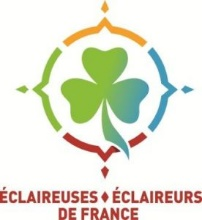 ÉCLAIREUSES ♦ ÉCLAIREURS
DE FRANCE